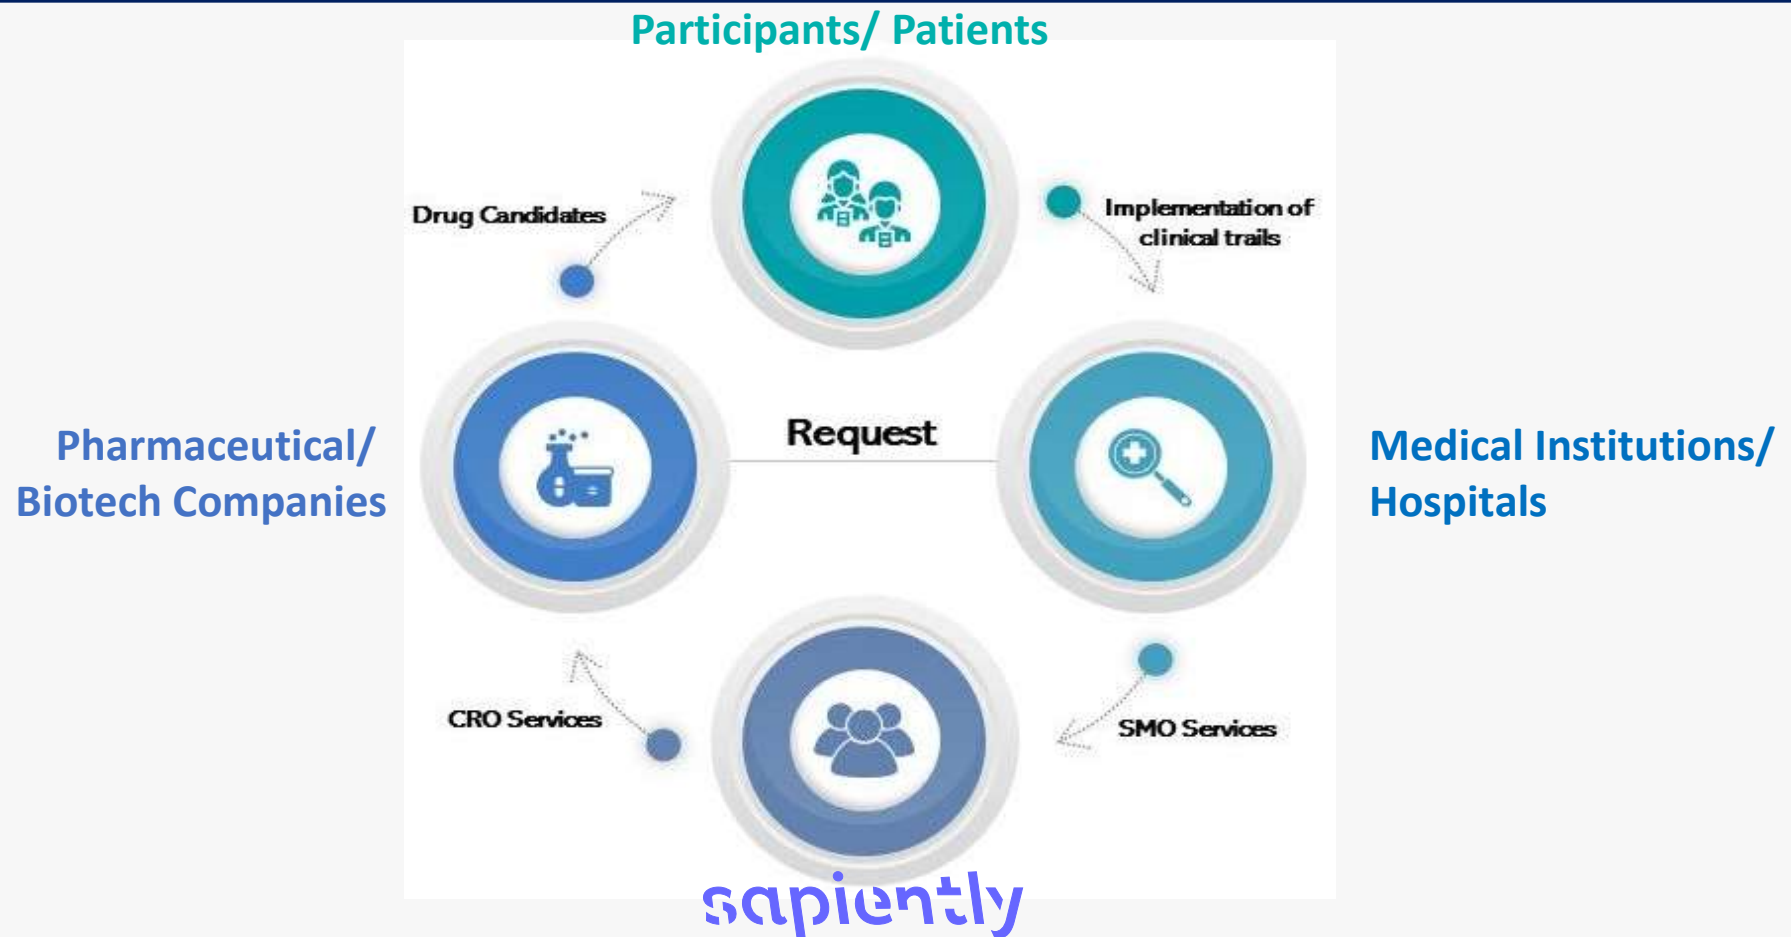 Participants/ Patients
Drug Candidates
Implementation of
clinical trails
Pharmaceutical/
Biotech Companies
Request
Medical Institutions/
Hospitals
CRO Services
SMO Services
sapiently